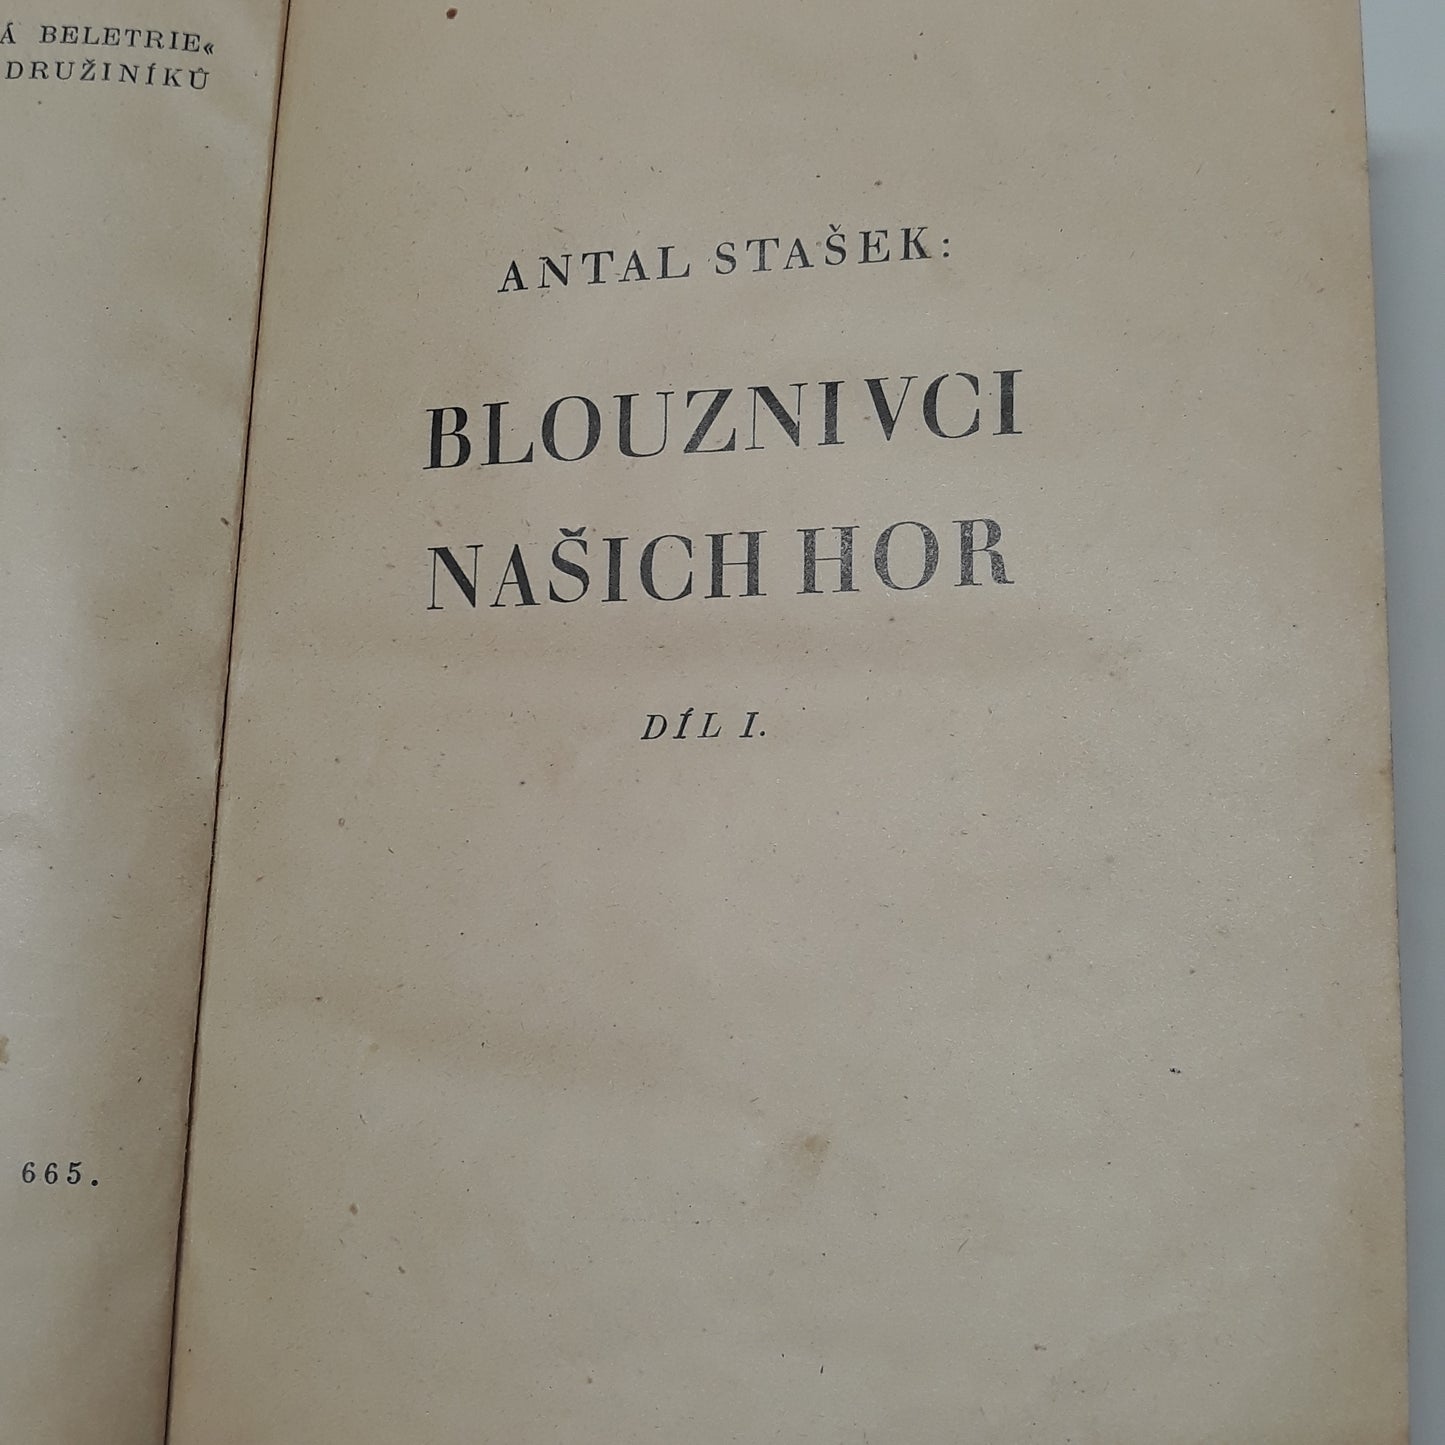 BELETRIE«
DRUŽINÍKŮ
665.
ANTAL STAŠEK:
BLOUZNIVCI
NAŠICH HOR
DÍL I.